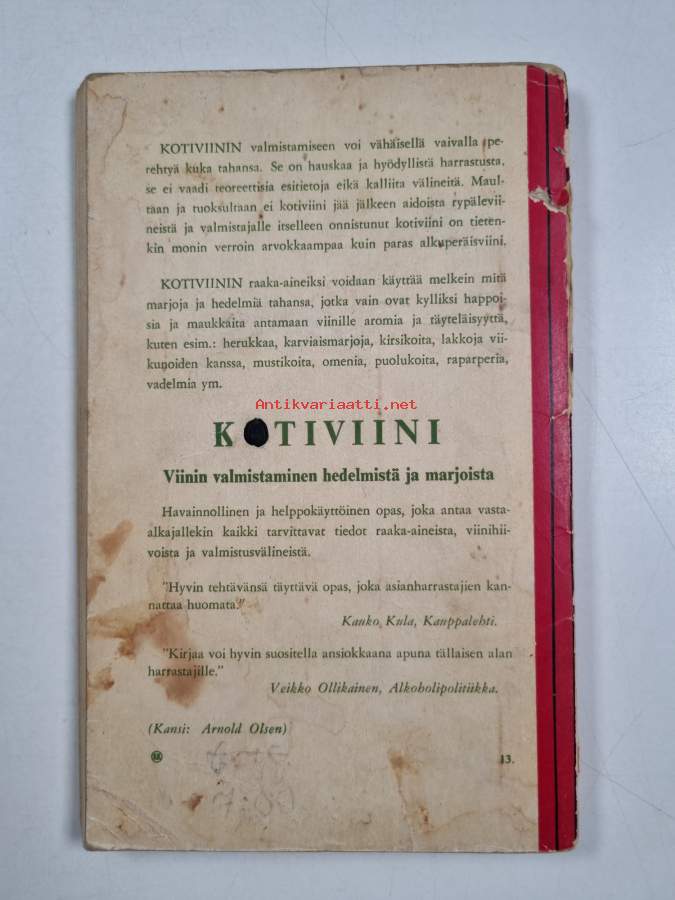 KOTIVIININ valmistamiseen voi vähäisellä vaivalla pe-
rehtyä kuka tahansa. Se on hauskaa ja hyödyllistä harrastusta,
se ei vaadi teoreettisia esitietoja eikä kalliita välineitä. Maul-
taan ja tuoksultaan ei kotiviini jää jälkeen aidoista rypälevii-
neistä ja valmistajalle itselleen onnistunut kotiviini on tieten-
kin monin verroin arvokkaampaa kuin paras alkuperäisviini.
KOTIVIININ raaka-aineiksi voidaan käyttää melkein mitä
marjoja ja hedelmiä tahansa, jotka vain ovat kylliksi happoi-
sia ja maukkaita antamaan viinille aromia ja täyteläisyyttä,
kuten esim.: herukkaa, karviaismarjoja, kirsikoita, lakkoja vii-
kunoiden kanssa, mustikoita, omenia, puolukoita, raparperia,
vadelmia ym.
Antikvariaatti.net
KOTIVIINI
Viinin valmistaminen hedelmistä ja marjoista
Havainnollinen ja helppokäyttöinen opas, joka antaa vasta-
alkajallekin kaikki tarvittavat tiedot raaka-aineista, viinihii-
voista ja valmistusvälineistä.
"Hyvin tehtävänsä täyttävä opas, joka asianharrastajien kan-
nattaa huomata."
Kauko Kula, Kauppalehti.
"Kirjaa voi hyvin suositella ansiokkaana apuna tällaisen alan
harrastajille."
Veikko Ollikainen, Alkoholipolitiikka.
(Kansi: Arnold Olsen)
13.